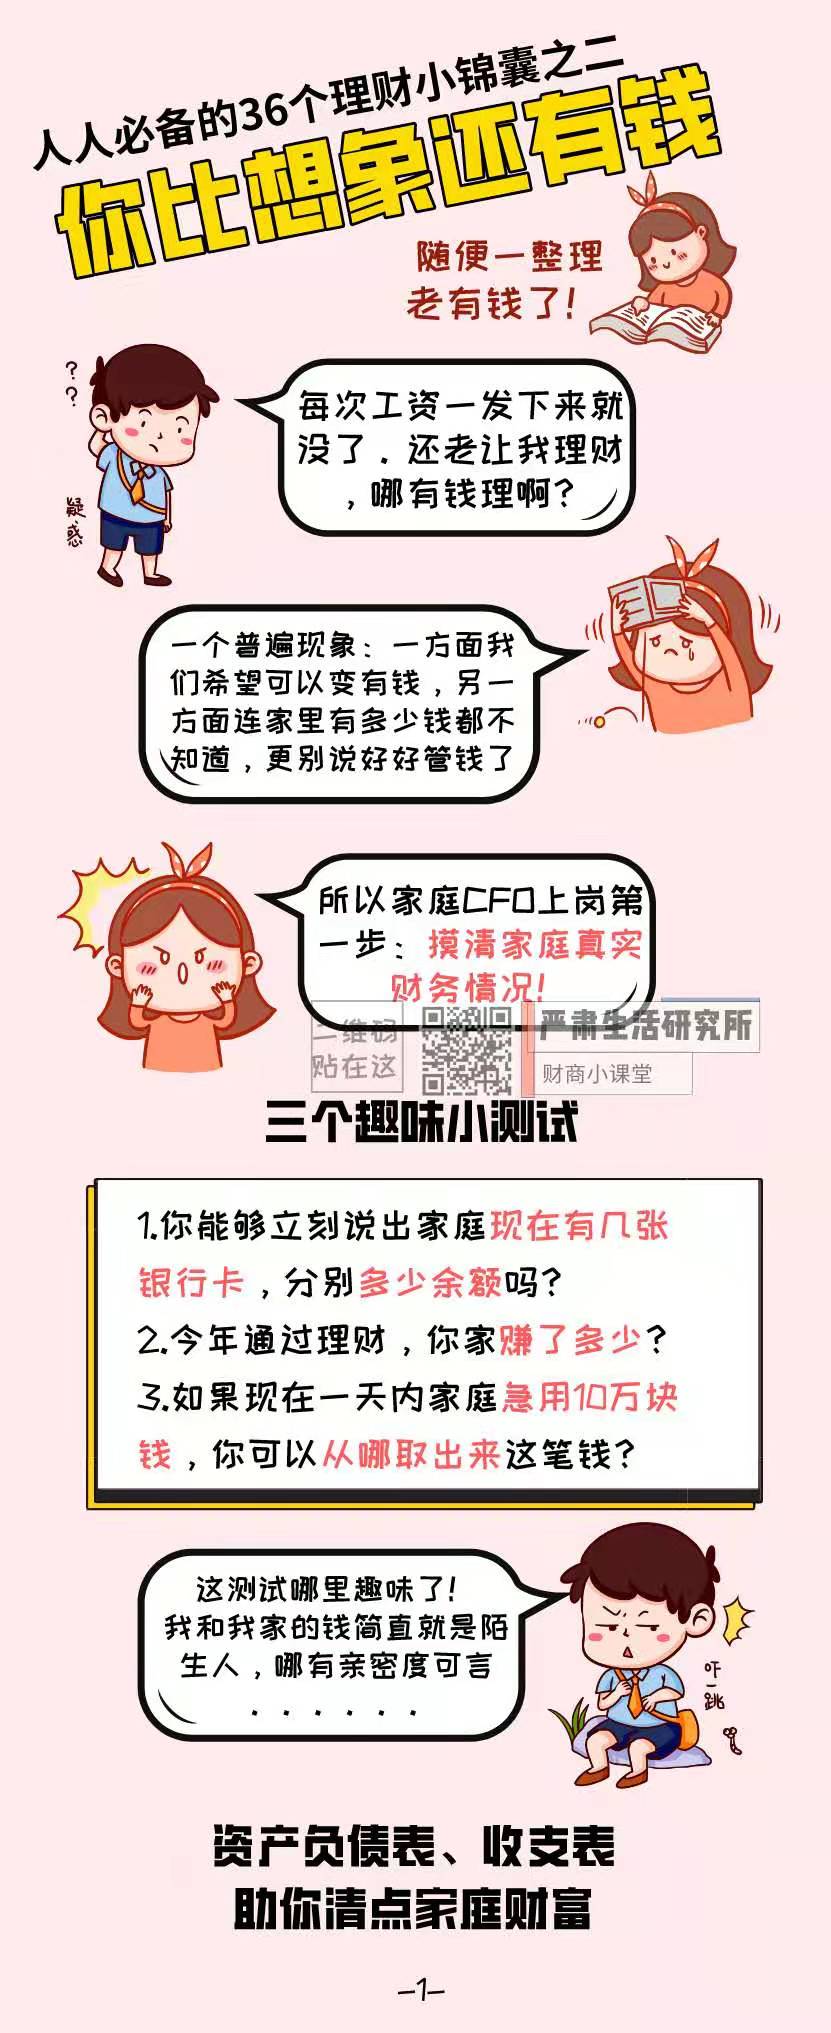 人人必备的36个理财小锦囊之二
你比想象还有钱
随便一整理
老有钱了!
??
疑惑
每次工资一发下来就
没了.还老让我理财
,哪有钱理啊?
一个普遍现象:一方面我
们希望可以变有钱,另一
方面连家里有多少钱都不
知道,更别说好好管钱了
所以家庭CFO上岗第
一步:摸清家庭真实
财务情况!
二维码
贴在这
严肃生活研究所
财商小课堂
三个趣味小测试
1.你能够立刻说出家庭现在有几张
银行卡,分别多少余额吗?
2.今年通过理财,你家赚了多少?
3.如果现在一天内家庭急用10万块
钱,你可以从哪取出来这笔钱?
这测试哪里趣味了!
我和我家的钱简直就是陌
生人,哪有亲密度可言
......
吓一跳
资产负债表、收支表
助你清点家庭财富
-1-